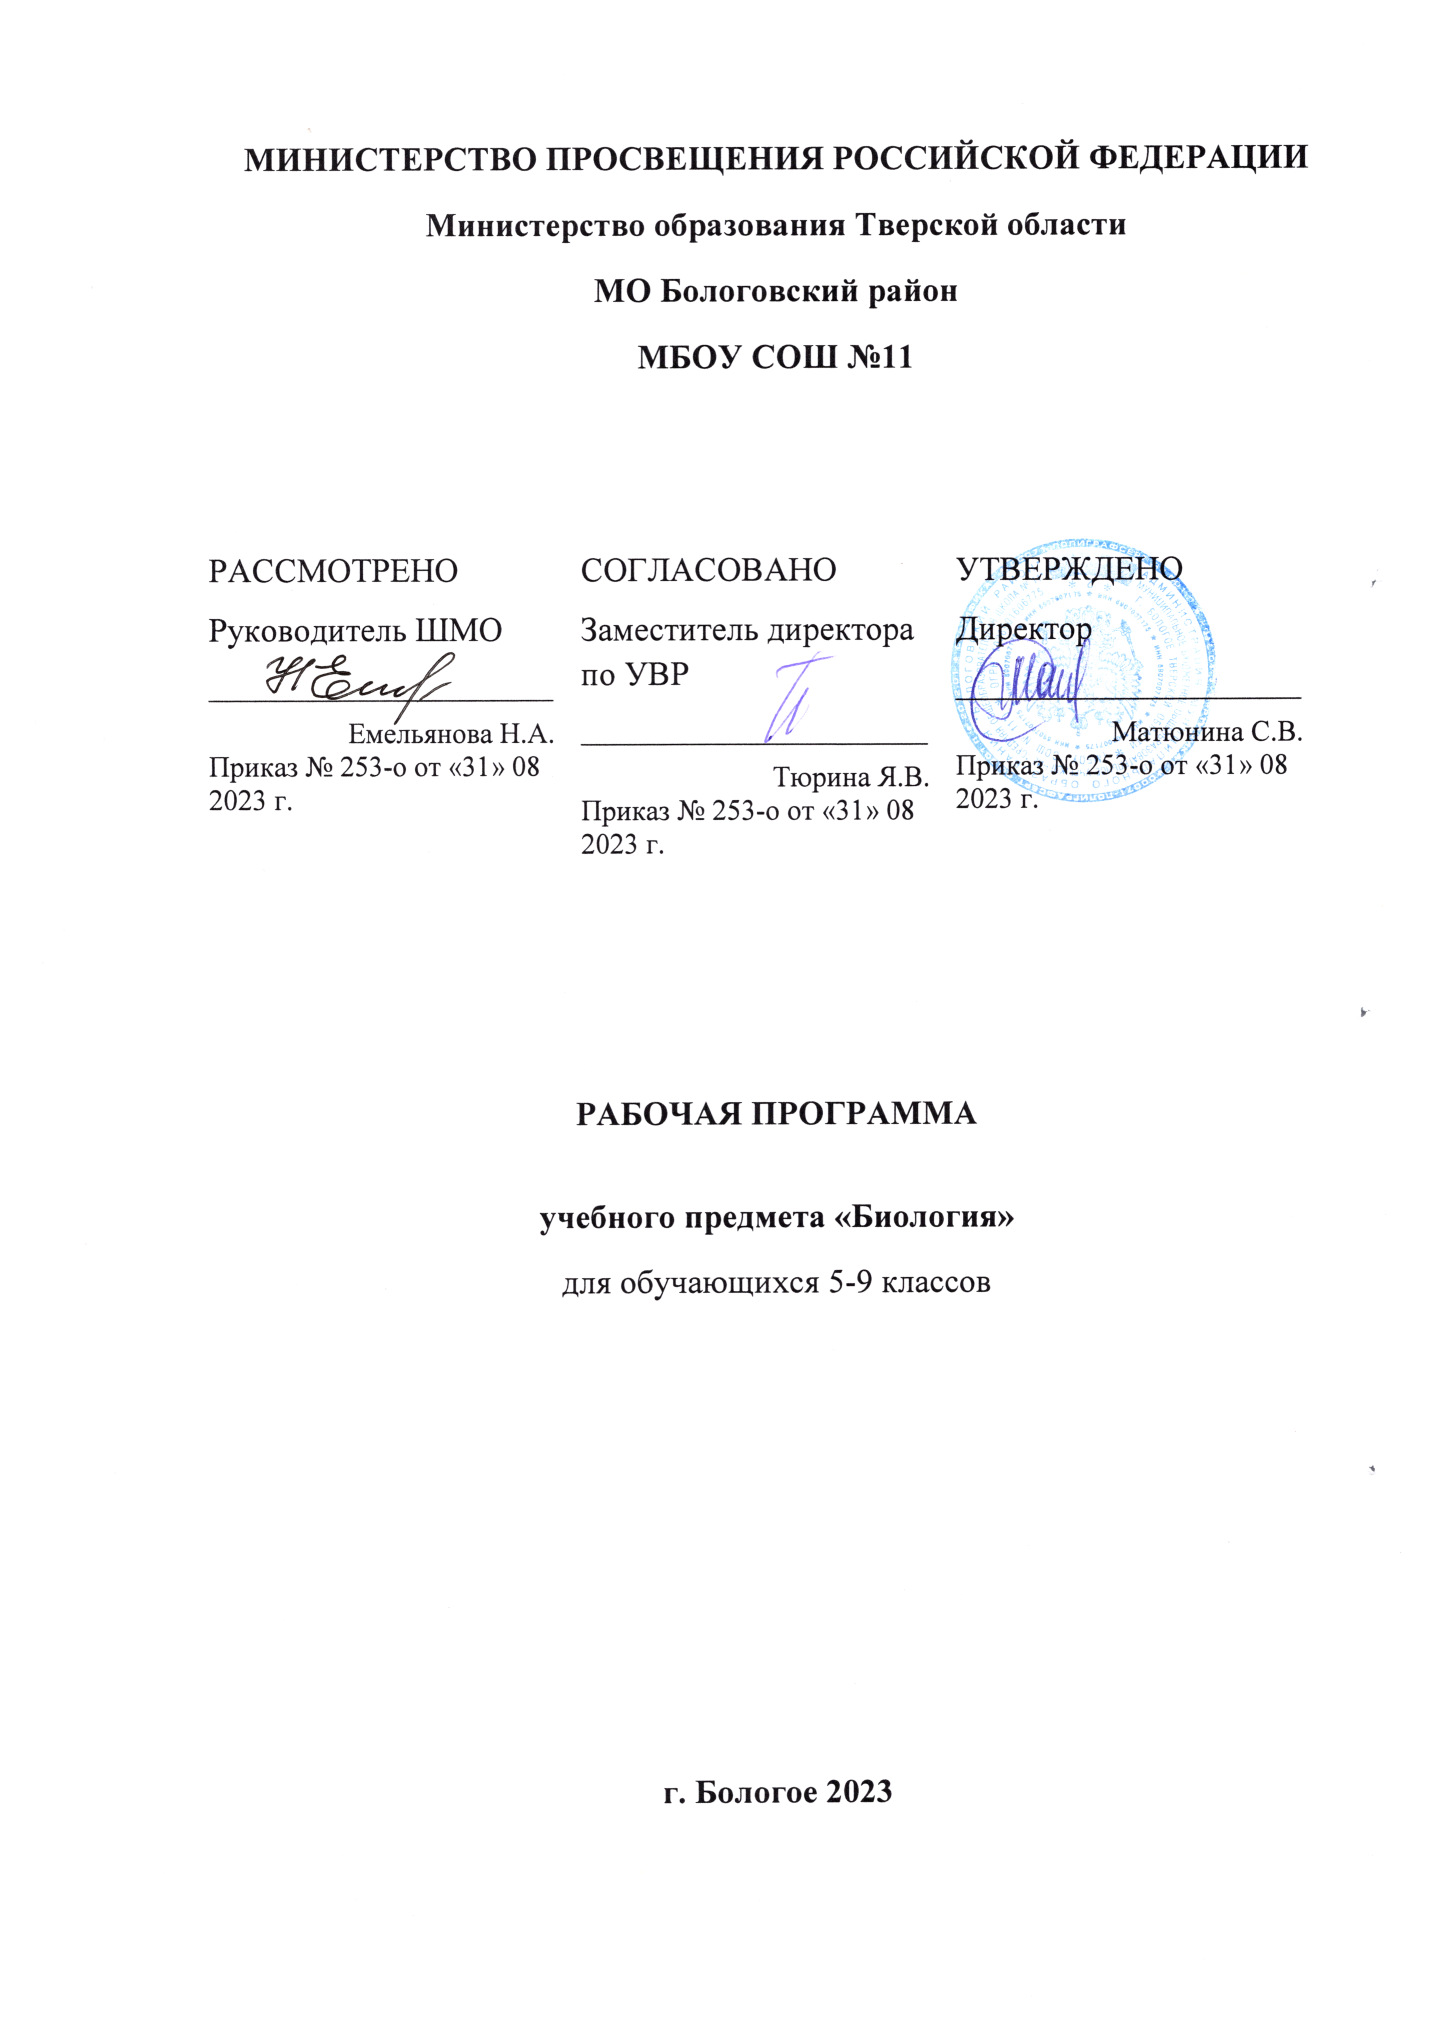 МИНИСТЕРСТВО ПРОСВЕЩЕНИЯ РОССИЙСКОЙ ФЕДЕРАЦИИ
Министерство образования Тверской области
МО Бологовский район
МБОУ СОШ №11
РАССМОТРЕНО
Руководитель ШМО
Емельянова Н.А.
Приказ № 253-о от «31» 08
2023 г.
СОГЛАСОВАНО
Заместитель директора
по УВР
Тюрина Я.В.
Приказ № 253-о от «31» 08
2023 г.
УТВЕРЖДЕНО
Директор
Матюнина С.В.
Приказ № 253-о от «31» 08
2023 г.
РАБОЧАЯ ПРОГРАММА
учебного предмета «Биология»
для обучающихся 5-9 классов
г. Бологое 2023